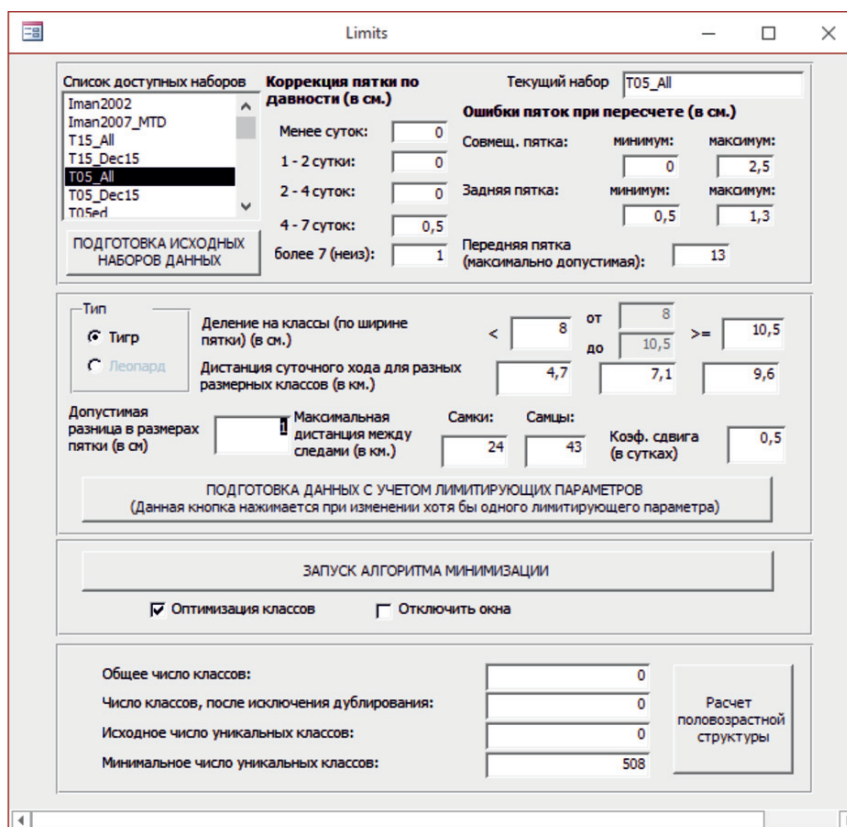 Limits
Список доступных наборов
Iman2002
Iman2007_MTD
T15_All
T15_Dec15
T05_All
T05_Dec15
T05ed
ПОДГОТОВКА ИСХОДНЫХ
НАБОРОВ ДАННЫХ
Коррекция пятки по
давности (в см.)
Менее суток: 0
1 - 2 сутки: 0
2 - 4 суток: 0
4 - 7 суток: 0,5
более 7 (неиз): 1
Текущий набор T05_All
Ошибки пяток при пересчете (в см.)
Совмещ. пятка: минимум: максимум:
0 2,5
Задняя пятка: минимум: максимум:
0,5 1,3
Передняя пятка
(максимально допустимая): 13
Тип
Тигр
Леопард
Деление на классы (по ширине
пятки) (в см.)
< 8 от 8 >= 10,5
до 10,5
Дистанция суточного хода для разных
размерных классов (в км.)
4,7 7,1 9,6
Допустимая
разница в размерах
пятки (в см)
1
Максимальная
дистанция между
следами (в км.)
Самки: Самцы:
24 43
Коэф. сдвига
(в сутках)
0,5
ПОДГОТОВКА ДАННЫХ С УЧЕТОМ ЛИМИТИРУЮЩИХ ПАРАМЕТРОВ
(Данная кнопка нажимается при изменении хотя бы одного лимитирующего параметра)
ЗАПУСК АЛГОРИТМА МИНИМИЗАЦИИ
Оптимизация классов Отключить окна
Общее число классов: 0
Число классов, после исключения дублирования: 0
Исходное число уникальных классов: 0
Минимальное число уникальных классов: 508
Расчет
половозрастной
структуры